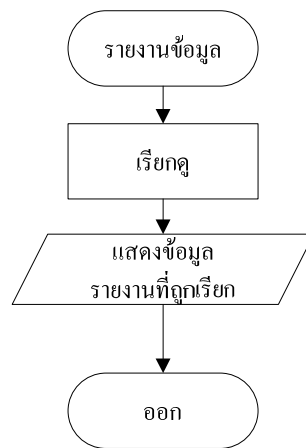 รายงานข้อมูล
เรียกดู
แสดงข้อมูล
รายงานที่ถูกเรียก
ออก